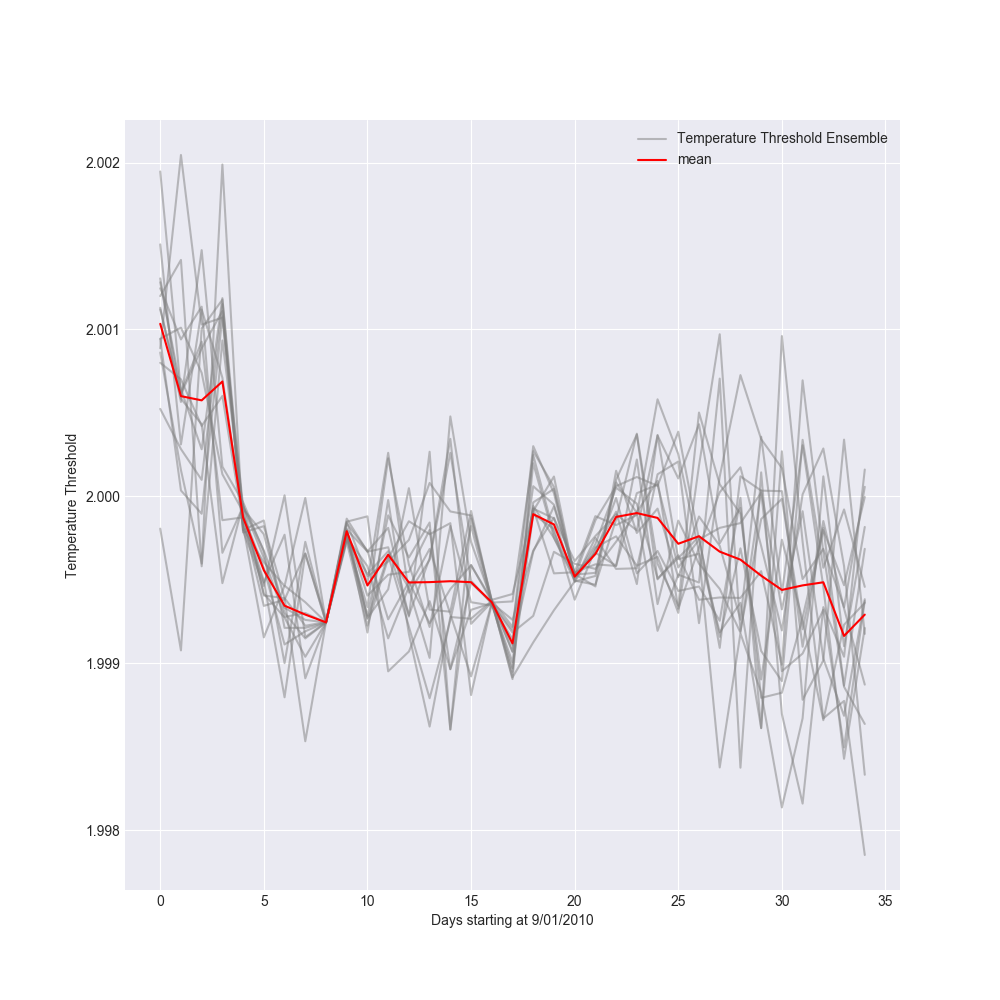 Temperature Threshold Ensemble
mean
Temperature Threshold
2.002
2.001
2.000
1.999
1.998
0 5 10 15 20 25 30 35
Days starting at 9/01/2010